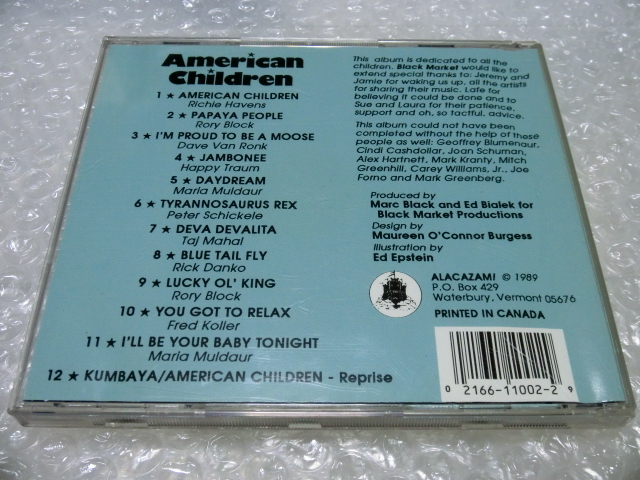 American
Children
1 ★ AMERICAN CHILDREN
Richie Havens
2 ★ PAPAYA PEOPLE
Rory Block
3 ★ I'M PROUD TO BE A MOOSE
Dave Van Ronk
4 ★ JAMBONEE
Happy Traum
5 ★ DAYDREAM
Maria Muldaur
6 ★ TYRANNOSAURUS REX
Peter Schickele
7 ★ DEVA DEVALITA
Taj Mahal
8 ★ BLUE TAIL FLY
Rick Danko
9 ★ LUCKY OL' KING
Rory Block
10 ★ YOU GOT TO RELAX
Fred Koller
11 ★ I'LL BE YOUR BABY TONIGHT
Maria Muldaur
12 ★ KUMBAYA/AMERICAN CHILDREN - Reprise
This album is dedicated to all the
children. Black Market would like to
extend special thanks to: Jeremy and
Jamie for waking us up, all the artists
for sharing their music. Lafe for
believing it could be done and to
Sue and Laura for their patience,
support and oh, so tactful, advice.
This album could not have been
completed without the help of these
people as well: Geoffrey Blumenaur,
Cindi Cashdollar, Joan Schuman,
Alex Hartnett, Mark Kranty, Mitch
Greenhill, Carey Williams, Jr., Joe
Forno and Mark Greenberg.
Produced by
Marc Black and Ed Bialek for
Black Market Productions
Design by
Maureen O'Connor Burgess
Illustration by
Ed Epstein
ALACAZAM! © 1989
P.O. Box 429
Waterbury, Vermont 05676
PRINTED IN CANADA
0 2166-11002-2 9